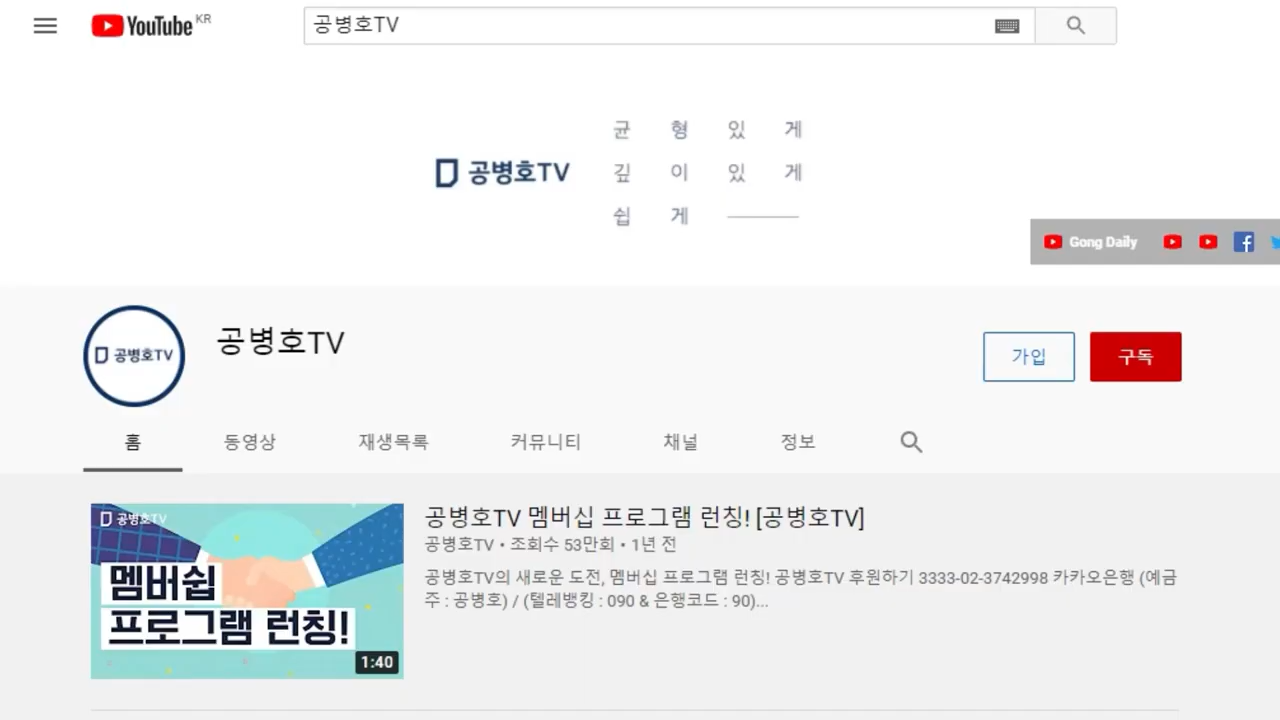 YouTube KR
공병호TV
균 형 있 게
공병호TV
깊 이 있 게
쉽 게
Gong Daily
공병호TV
공병호TV
가입
구독
홈 동영상 재생목록 커뮤니티 채널 정보
공병호TV
멤버쉽
프로그램 런칭!
1:40
공병호TV 멤버십 프로그램 런칭! [공병호TV]
공병호TV • 조회수 53만회 • 1년 전
공병호TV의 새로운 도전, 멤버십 프로그램 런칭! 공병호TV 후원하기 3333-02-3742998 카카오은행 (예금
주 : 공병호) / (텔레뱅킹 : 090 & 은행코드 : 90)...